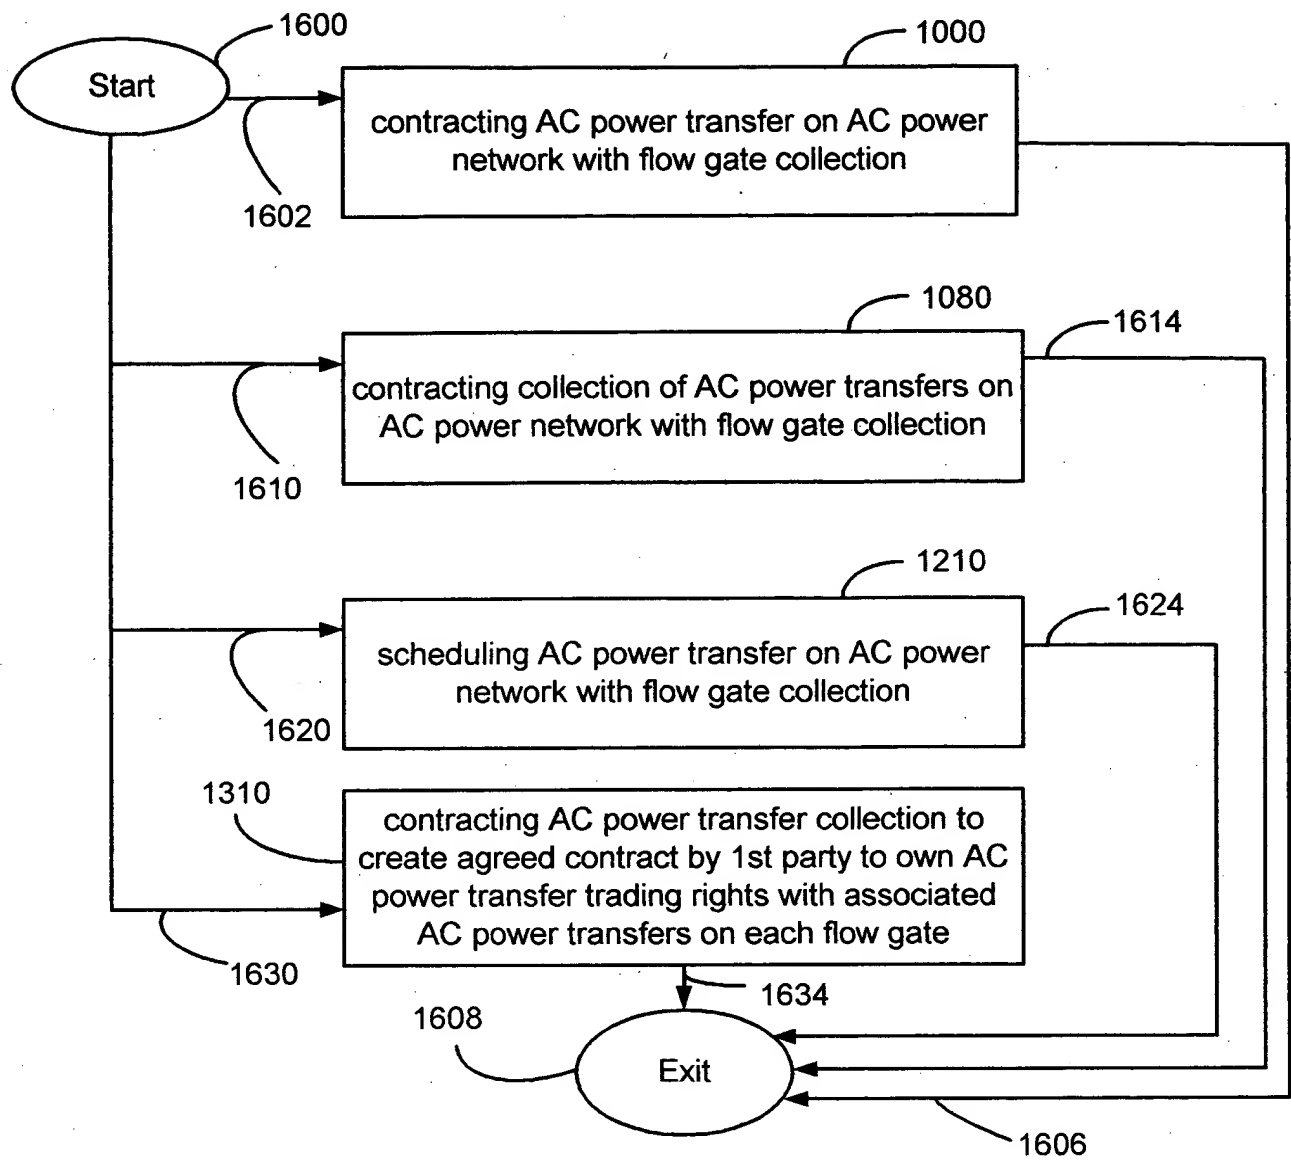 1600
Start
1000
contracting AC power transfer on AC power
network with flow gate collection
1602
1080
1614
contracting collection of AC power transfers on
AC power network with flow gate collection
1610
1210
1624
scheduling AC power transfer on AC power
network with flow gate collection
1620
1310
contracting AC power transfer collection to
create agreed contract by 1st party to own AC
power transfer trading rights with associated
AC power transfers on each flow gate
1630
1634
1608
Exit
1606